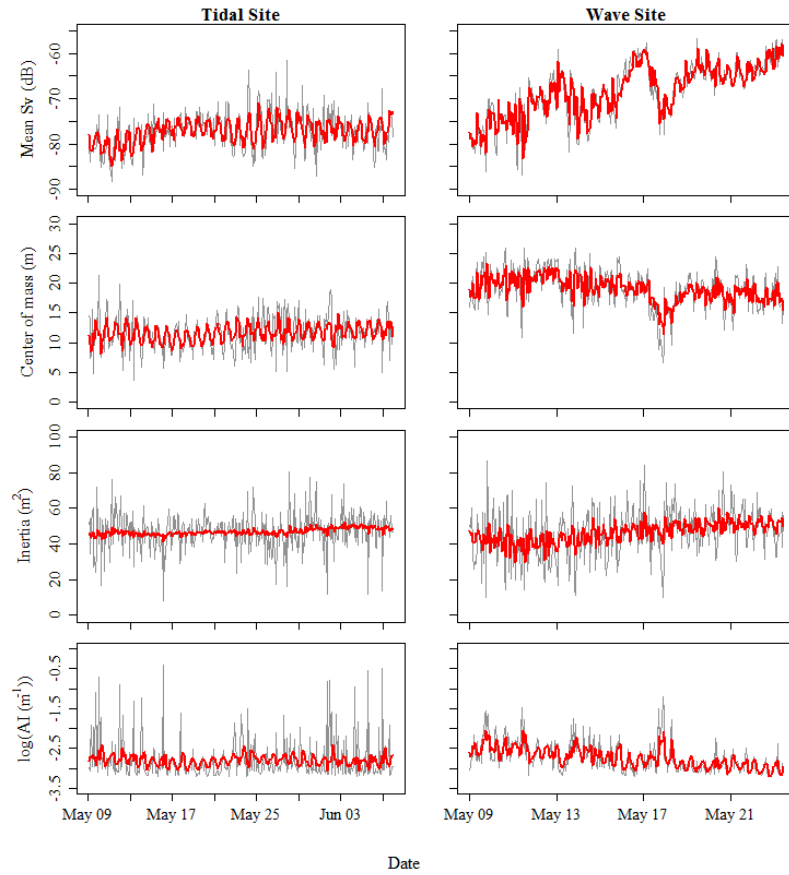 Tidal Site
Wave Site
Mean Sv (dB)
-60
-70
-80
-90
Center of mass (m)
30
25
20
15
10
5
0
Inertia (m²)
100
80
60
40
20
0
log(AI (m⁻¹))
-0.5
-1.5
-2.5
-3.5
May 09
May 17
May 25
Jun 03
May 09
May 13
May 17
May 21
Date